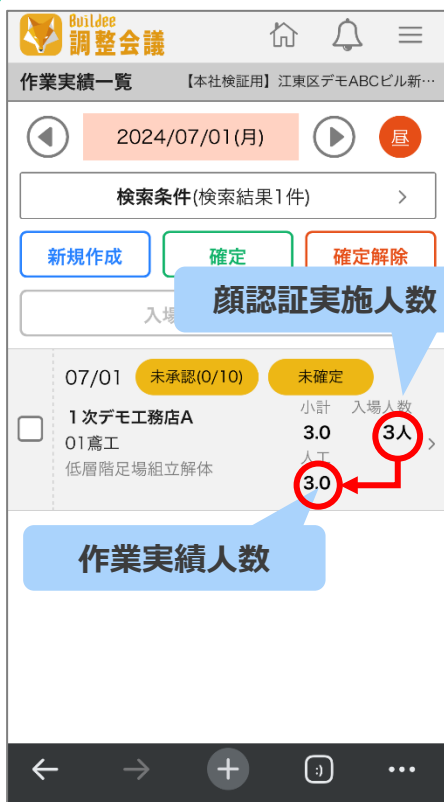 Buildee
調整会議
作業実績一覧 【本社検証用】江東区デモABCビル新…
2024/07/01(月) 昼
検索条件(検索結果1件)
新規作成 確定 確定解除
入場
顔認証実施人数
07/01 未承認(0/10) 未確定
1次デモ工務店A 小計 入場人数
01鳶工 3.0 3人
低層階足場組立解体 人工
3.0
作業実績人数